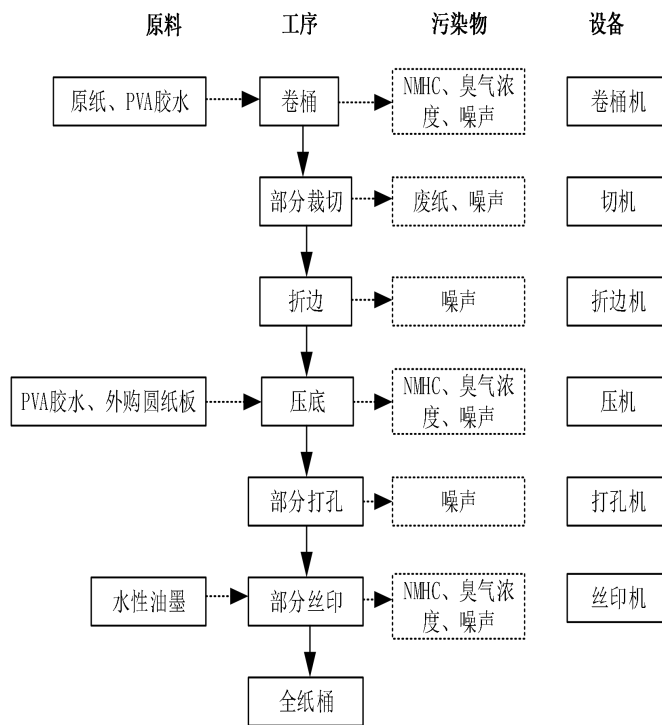 原料 工序 污染物 设备
原纸、PVA胶水 卷桶 NMHC、臭气浓 卷桶机
度、噪声
部分裁切 废纸、噪声 切机
折边 噪声 折边机
PVA胶水、外购圆纸板 压底 NMHC、臭气浓 压机
度、噪声
部分打孔 噪声 打孔机
水性油墨 部分丝印 NMHC、臭气浓 丝印机
度、噪声
全纸桶